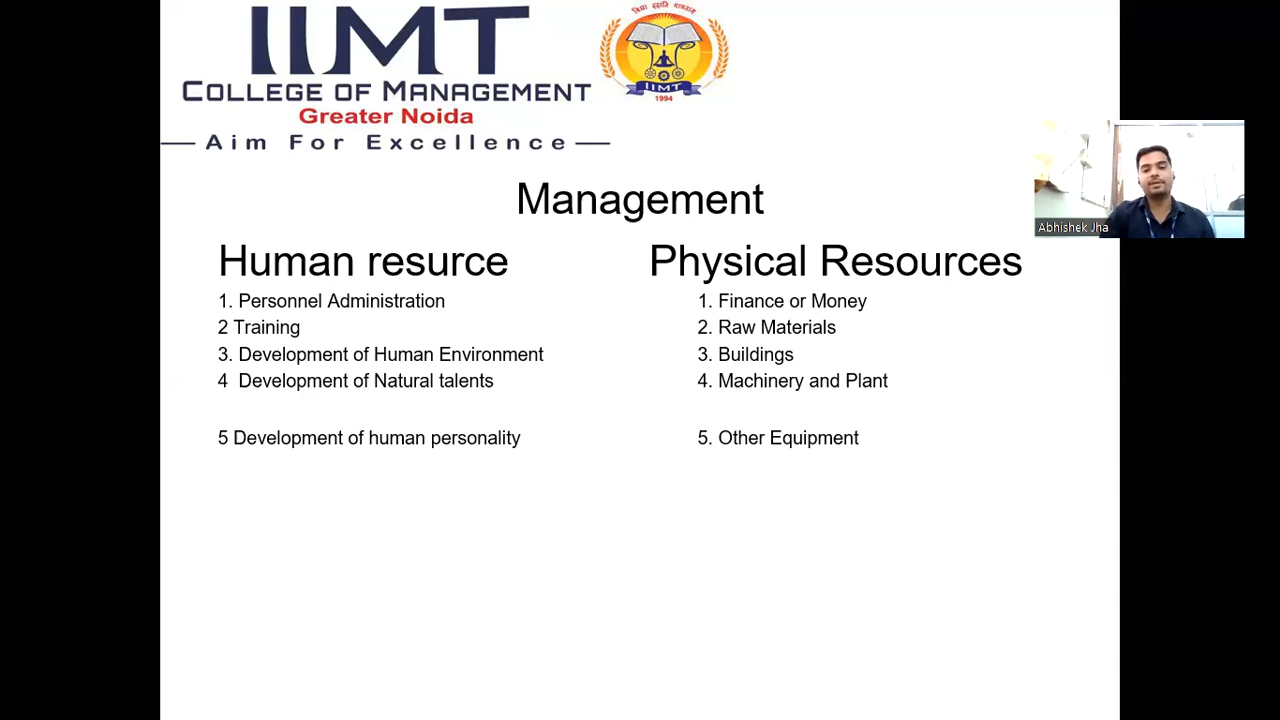 IIMT
COLLEGE OF MANAGEMENT
Greater Noida
Aim For Excellence
IIMT
1994
Abhishek Jha
Management
Human resurce
1. Personnel Administration
2 Training
3. Development of Human Environment
4 Development of Natural talents
5 Development of human personality
Physical Resources
1. Finance or Money
2. Raw Materials
3. Buildings
4. Machinery and Plant
5. Other Equipment